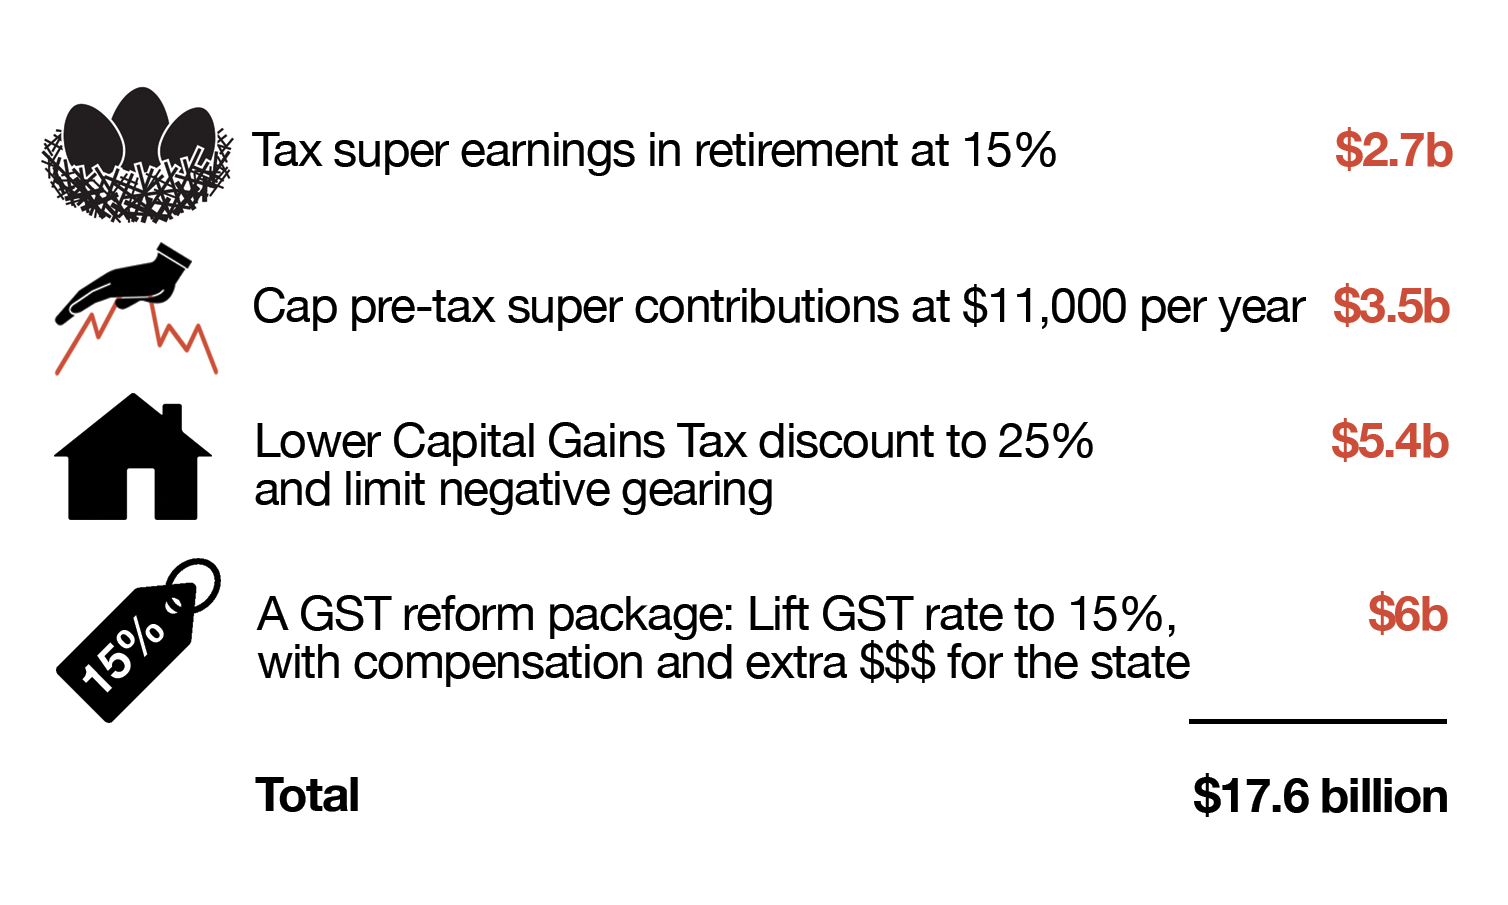 Tax super earnings in retirement at 15% $2.7b
Cap pre-tax super contributions at $11,000 per year $3.5b
Lower Capital Gains Tax discount to 25% $5.4b
and limit negative gearing
15%
A GST reform package: Lift GST rate to 15%, $6b
with compensation and extra $$$ for the state
Total $17.6 billion